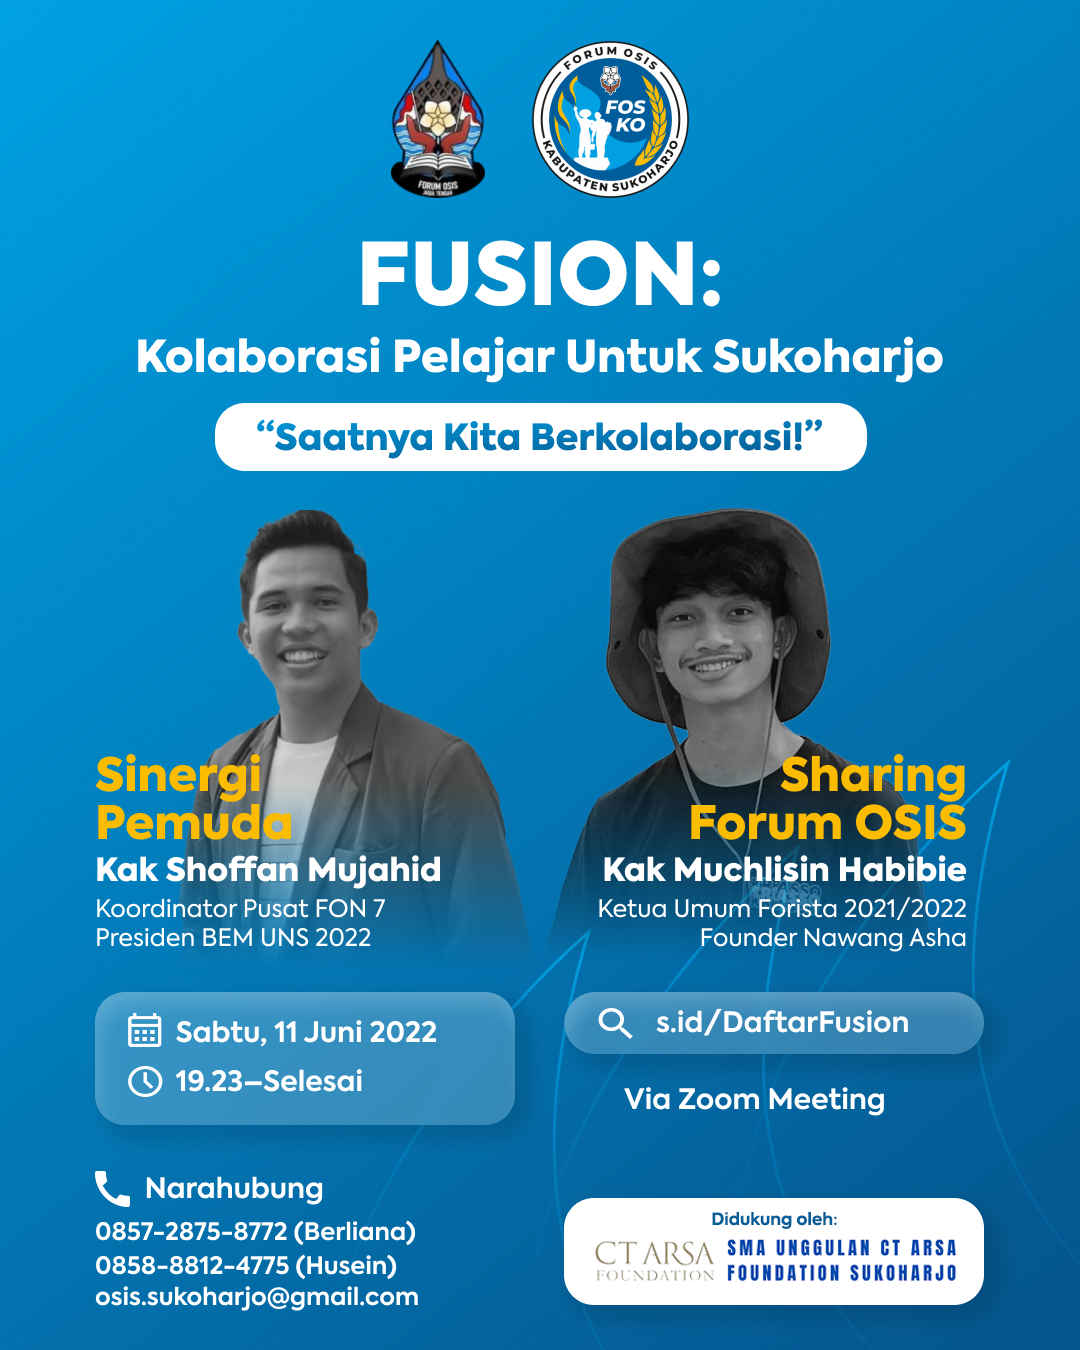 FORUM OSIS
JAWA TENGAH
FORUM OSIS
FOS
KO
KABUPATEN SUKOHARJO
FUSION:
Kolaborasi Pelajar Untuk Sukoharjo
“Saatnya Kita Berkolaborasi!”
Sinergi
Pemuda
Kak Shoffan Mujahid
Koordinator Pusat FON 7
Presiden BEM UNS 2022
Sharing
Forum OSIS
Kak Muchlisin Habibie
Ketua Umum Forista 2021/2022
Founder Nawang Asha
Sabtu, 11 Juni 2022
19.23–Selesai
s.id/DaftarFusion
Via Zoom Meeting
Narahubung
0857-2875-8772 (Berliana)
0858-8812-4775 (Husein)
osis.sukoharjo@gmail.com
Didukung oleh:
CT ARSA
FOUNDATION
SMA UNGGULAN CT ARSA
FOUNDATION SUKOHARJO